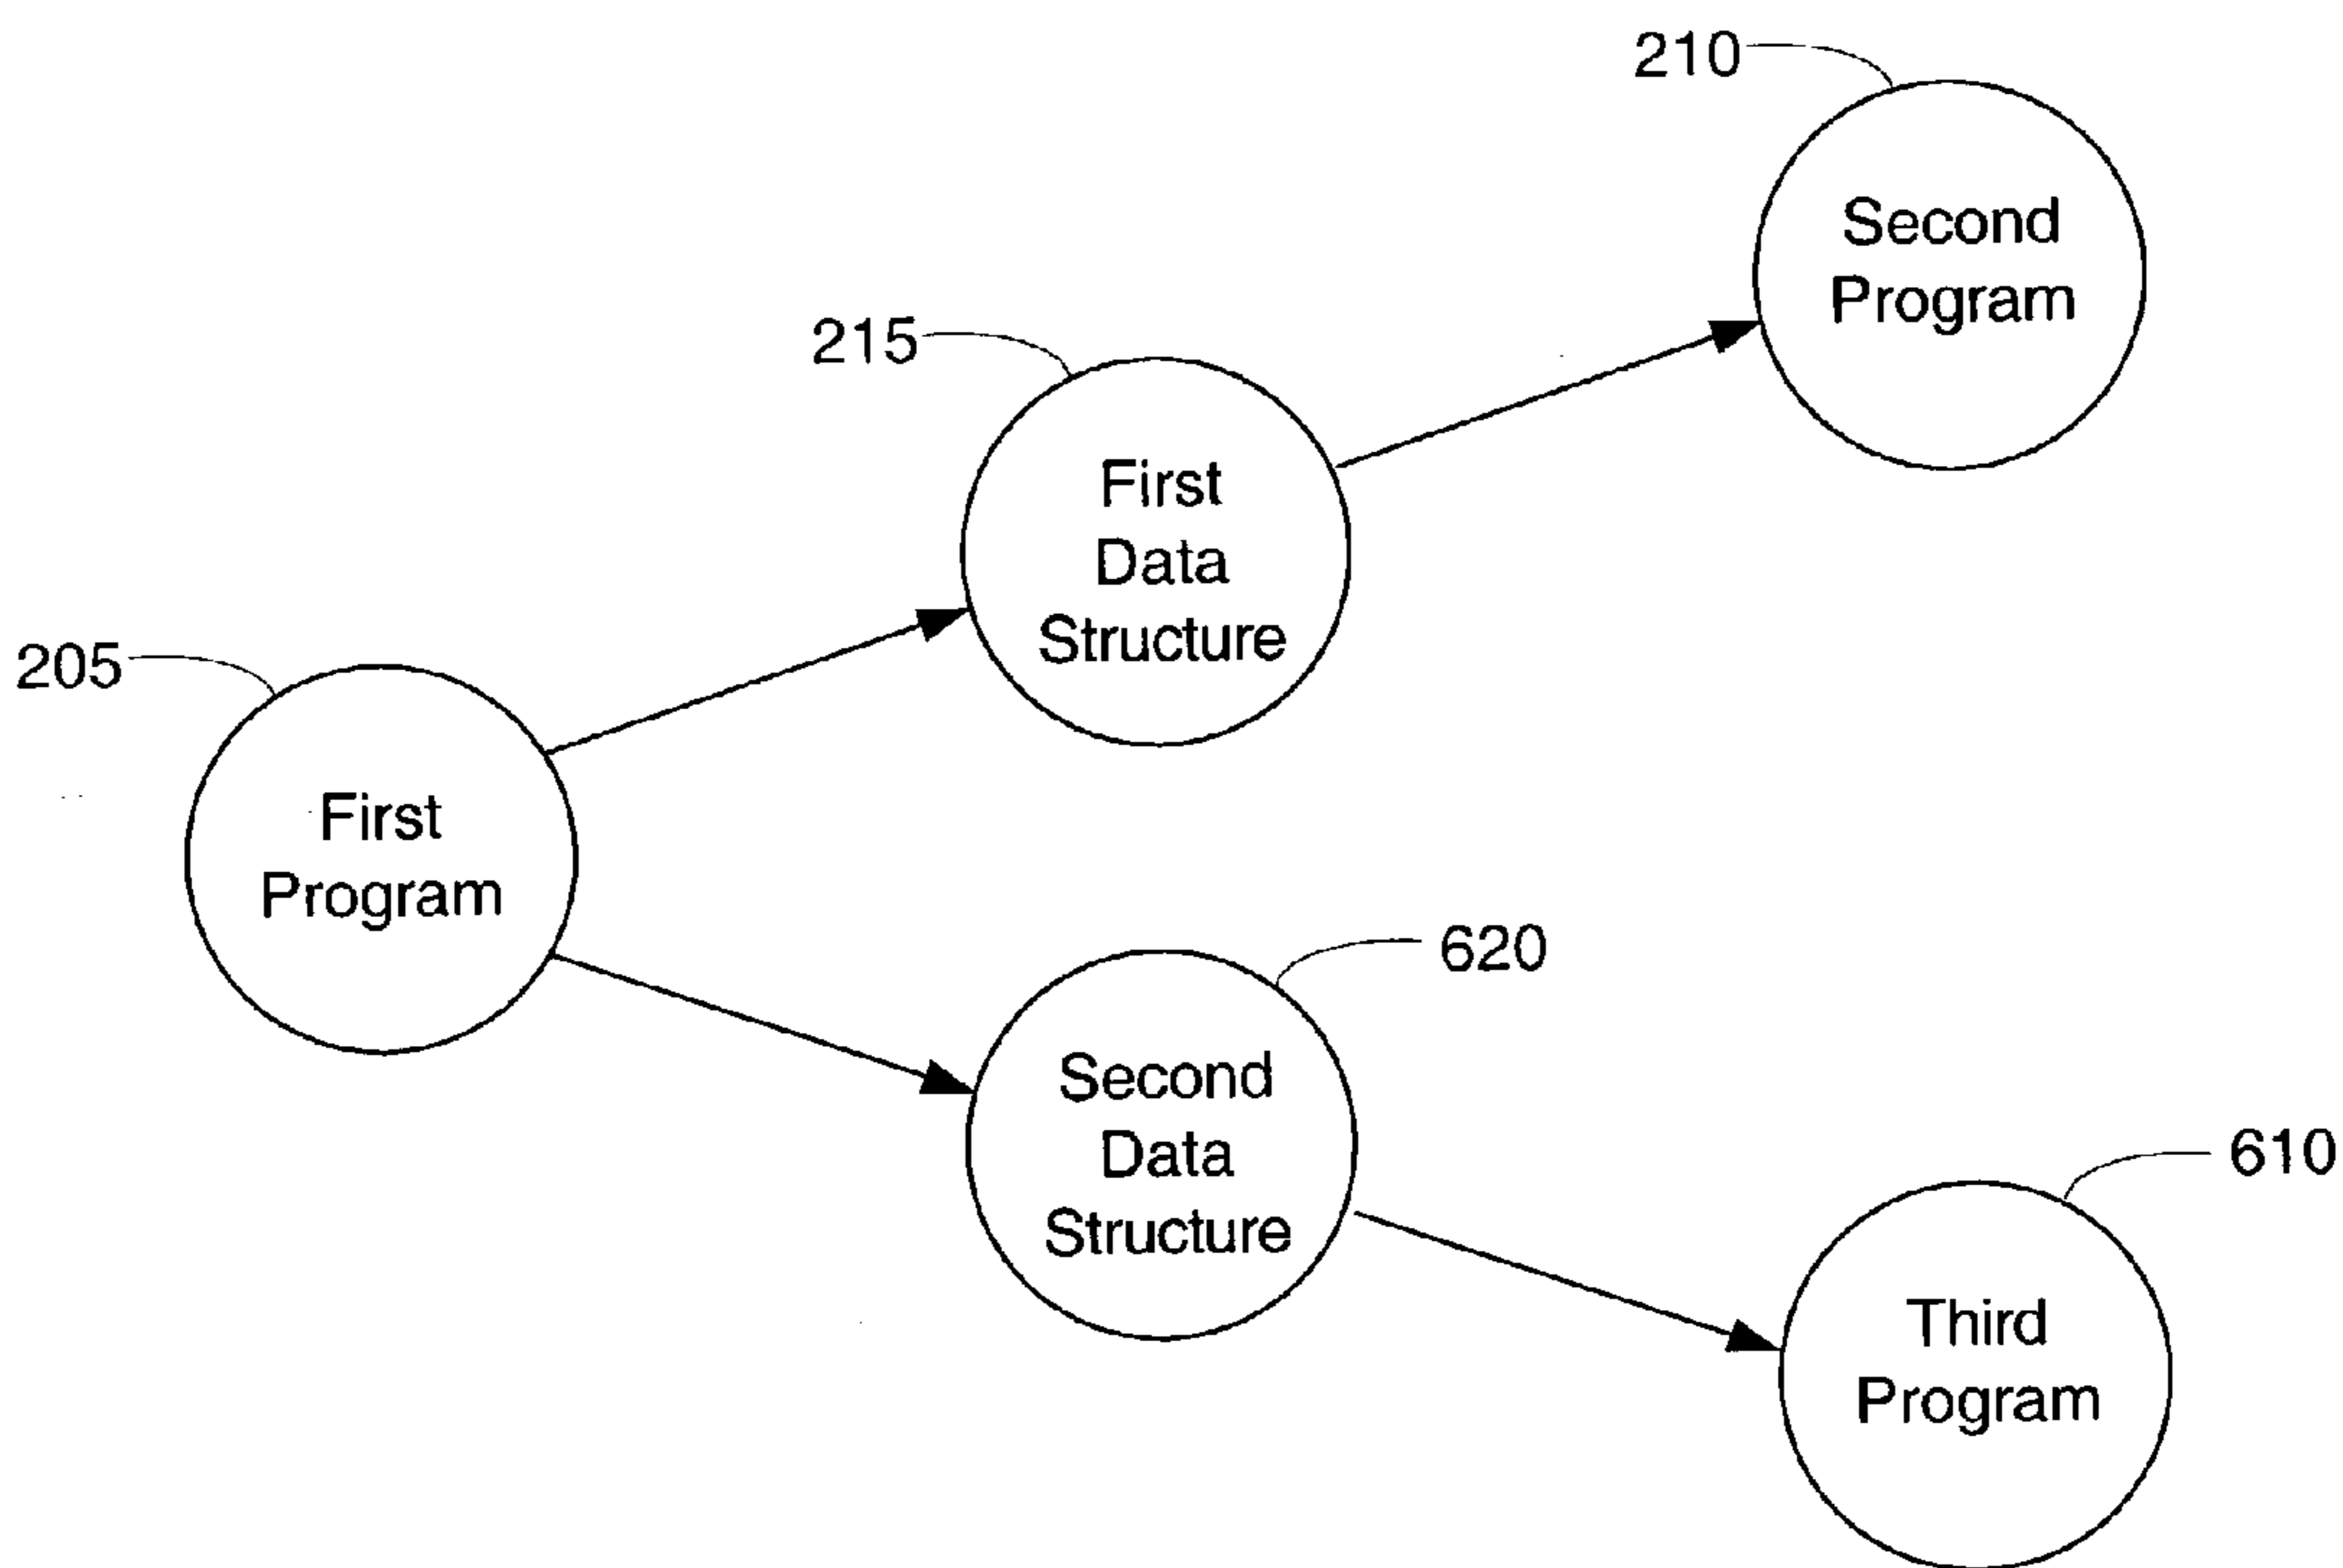 210
Second
Program
215
First
Data
Structure
205
First
Program
620
Second
Data
Structure
610
Third
Program